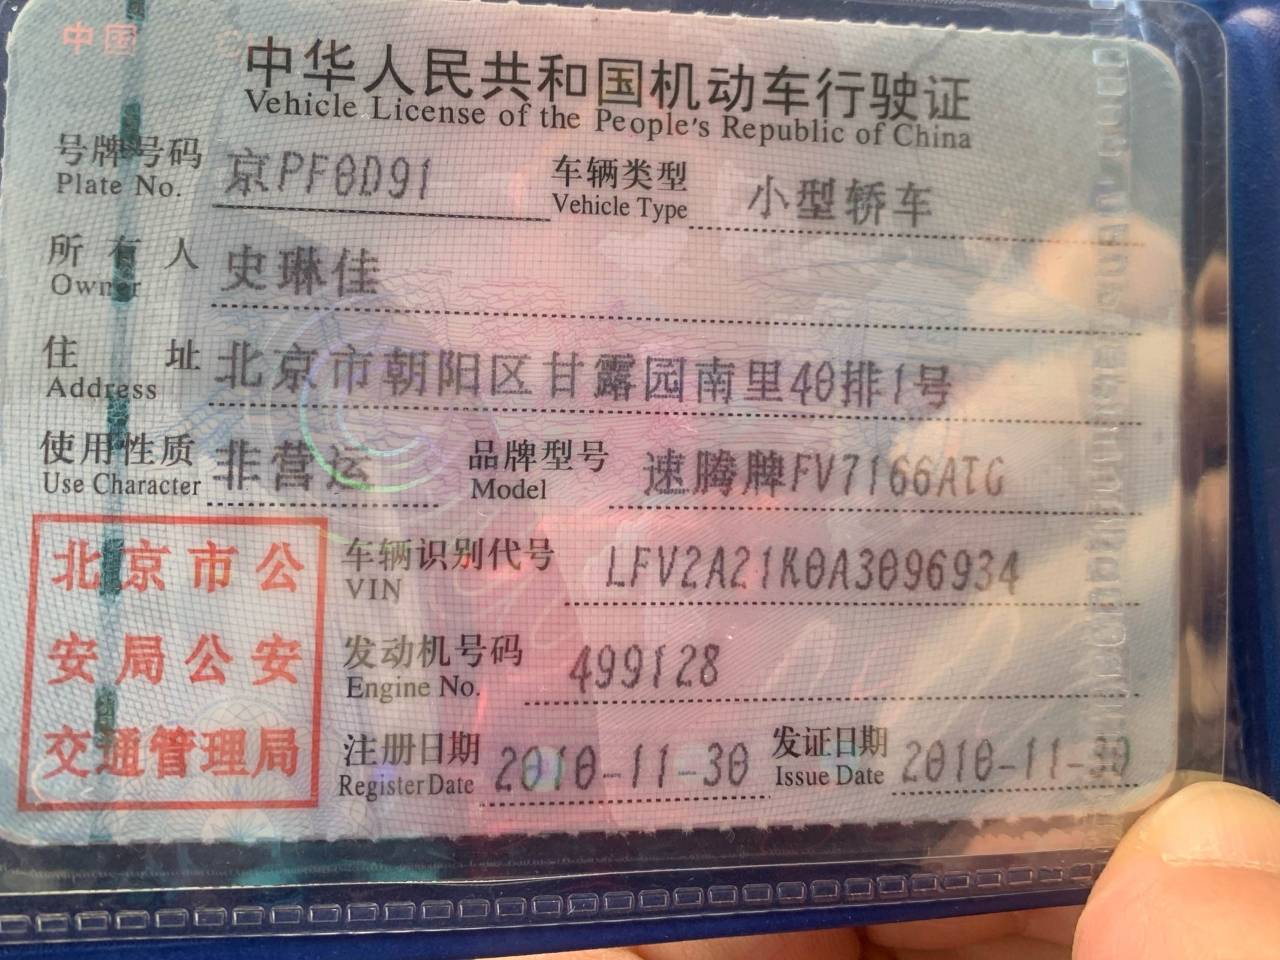 中国
中华人民共和国机动车行驶证
Vehicle License of the People's Republic of China
号牌号码 京PF0D91 车辆类型 小型轿车
Plate No. Vehicle Type
所有人 史琳佳
Owner
住址 北京市朝阳区甘露园南里40排1号
Address
使用性质 非营运 品牌型号 速腾牌FV7166ATG
Use Character Model
北京市公
安局公安
交通管理局
车辆识别代号 LFV2A21K0A3096934
VIN
发动机号码 499128
Engine No.
注册日期 2010-11-30 发证日期 2010-11-30
Register Date Issue Date